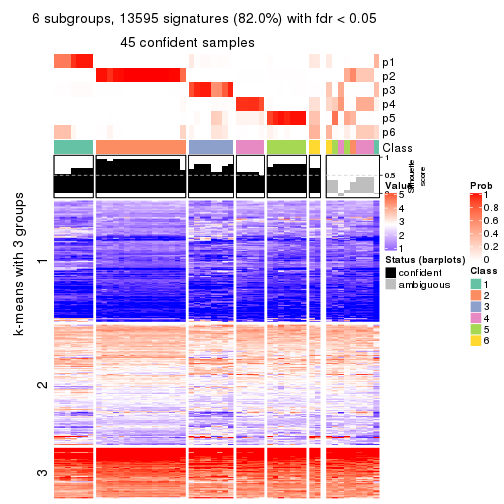 6 subgroups, 13595 signatures (82.0%) with fdr < 0.05
45 confident samples
p1
p2
p3
p4
p5
p6
Class
1
0.5
0
Silhouette
score
k-means with 3 groups
1
2
3
Value
5
4
3
2
1
Status (barplots)
confident
ambiguous
Prob
1
0.8
0.6
0.4
0.2
0
Class
1
2
3
4
5
6